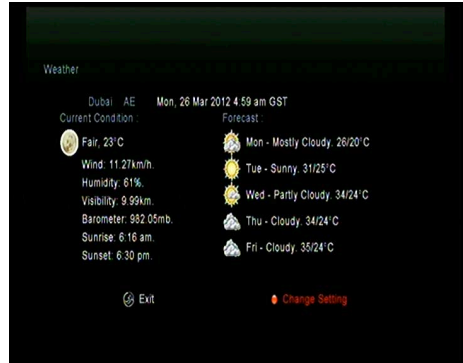 Weather
Dubai AE Mon, 26 Mar 2012 4:59 am GST
Current Condition :
Fair, 23°C
Wind: 11.27km/h.
Humidity: 61%.
Visibility: 9.99km.
Barometer: 982.05mb.
Sunrise: 6:16 am.
Sunset: 6:30 pm.
Forecast :
Mon - Mostly Cloudy. 26/20°C
Tue - Sunny. 31/25°C
Wed - Partly Cloudy. 34/24°C
Thu - Cloudy. 34/24°C
Fri - Cloudy. 35/24°C
Exit
Change Setting